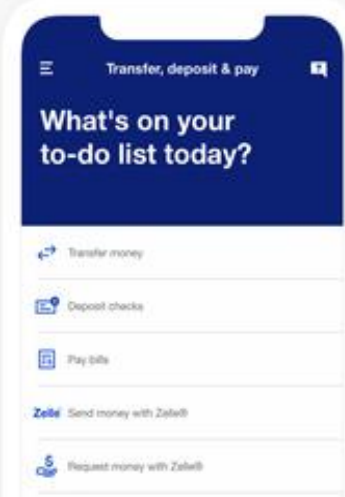 Transfer, deposit & pay
What's on your
to-do list today?
Transfer money
Deposit checks
Pay bills
Zelle Send money with Zelle®
Request money with Zelle®